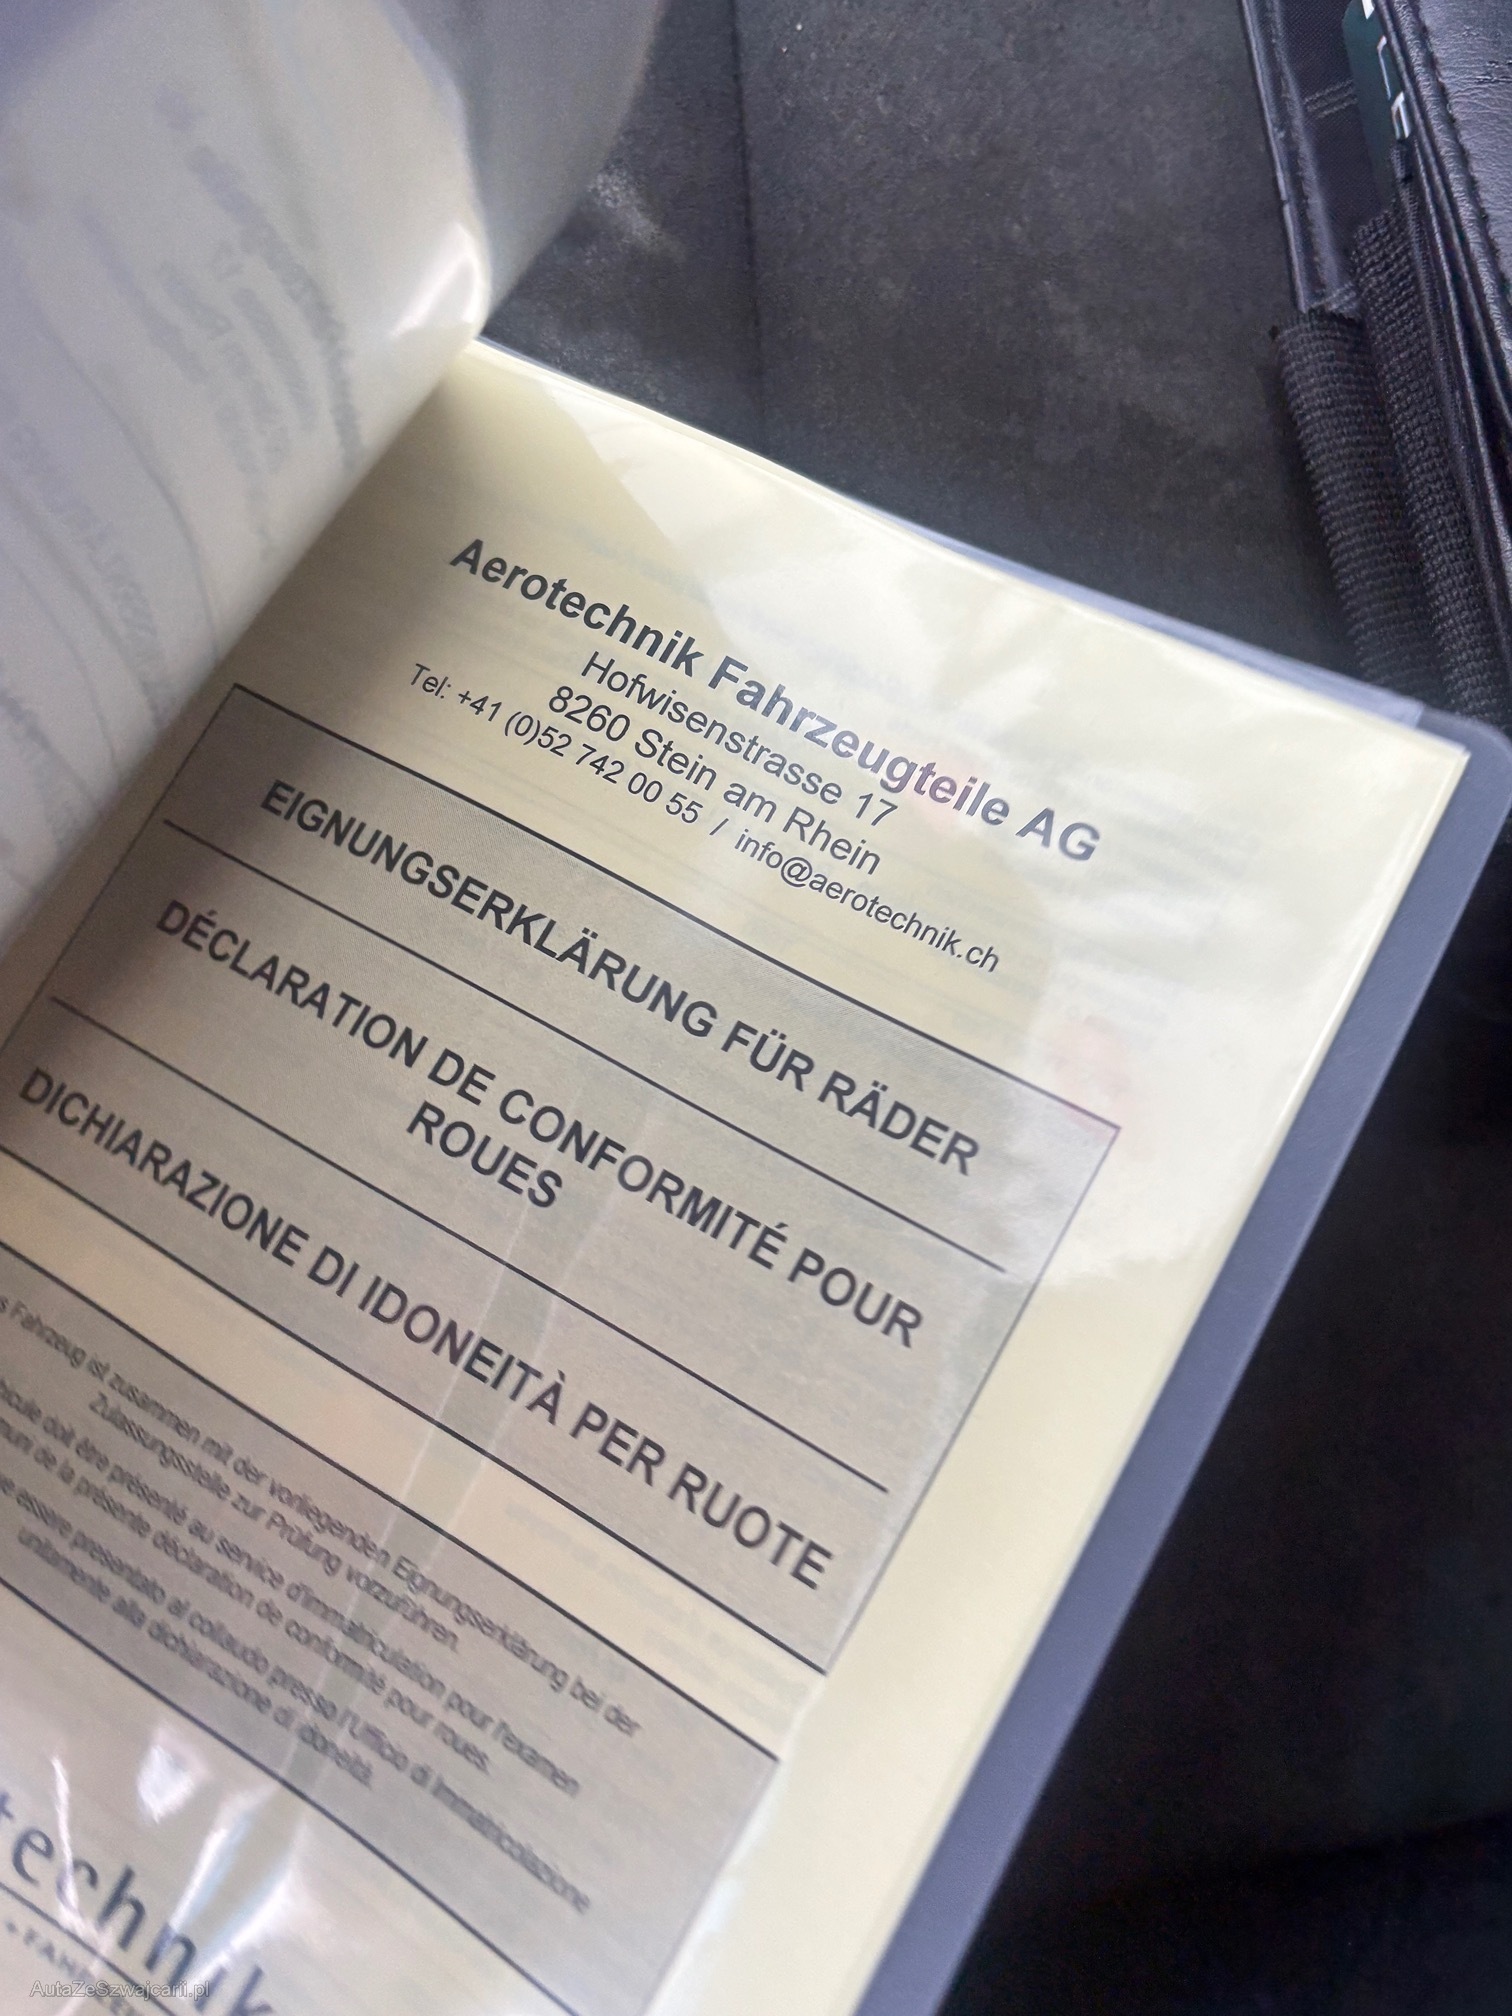 Aerotechnik Fahrzeugteile AG
Hofwisenstrasse 17
8260 Stein am Rhein
Tel: +41 (0)52 742 00 55 / info@aerotechnik.ch
EIGNUNGSERKLÄRUNG FÜR RÄDER
DÉCLARATION DE CONFORMITÉ POUR
ROUES
DICHIARAZIONE DI IDONEITÀ PER RUOTE
s Fahrzeug ist zusammen mit der vorliegenden Eignungserklärung bei der
Zulassungsstelle zur Prüfung vorzuführen.
hicule doit être présenté au service d'immatriculation pour l'examen
de la présente déclaration de conformité pour roues.
essere presentato al collaudo presso l'Ufficio di Immatricolazione
unitamente alla dichiarazione di idoneità.
technik
AutaZeSzwajcarii.pl